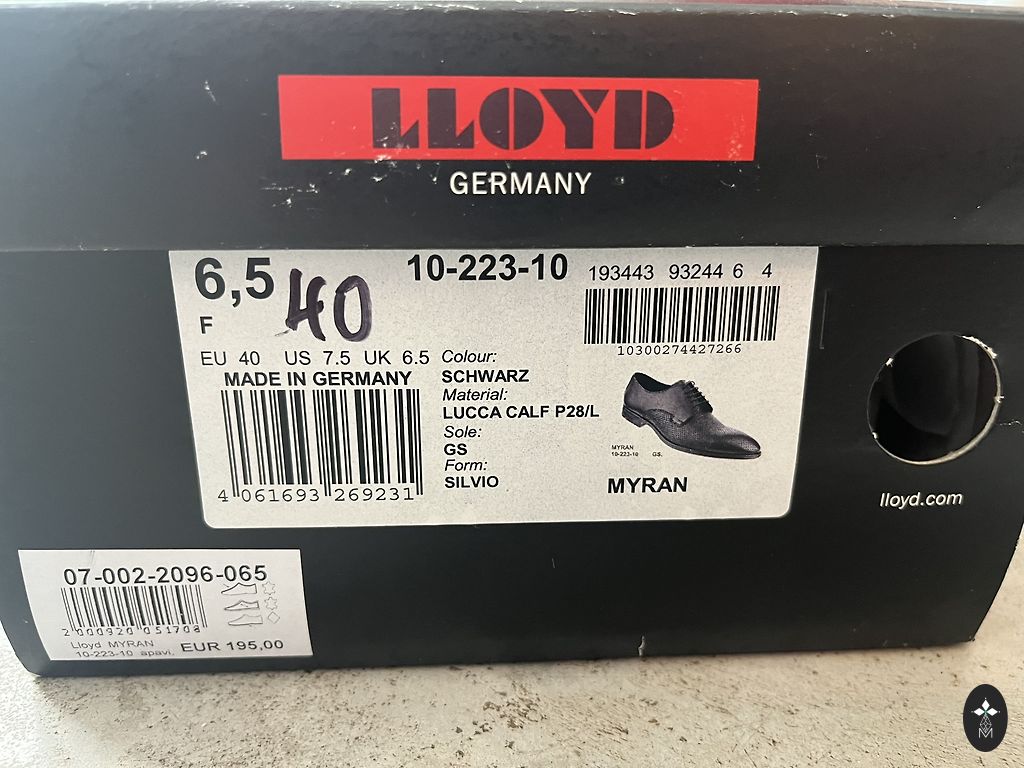 LLOYD
GERMANY
6,5
40
10-223-10
193443 93244 6 4
F
10300274427266
EU 40 US 7.5 UK 6.5
MADE IN GERMANY
4 061693 269231
Colour:
SCHWARZ
Material:
LUCCA CALF P28/L
Sole:
GS
Form:
SILVIO
MYRAN
10-223-10 GS.
MYRAN
lloyd.com
07-002-2096-065
2 000920 051708
Lloyd MYRAN
10-223-10 apavi.
EUR 195,00
M